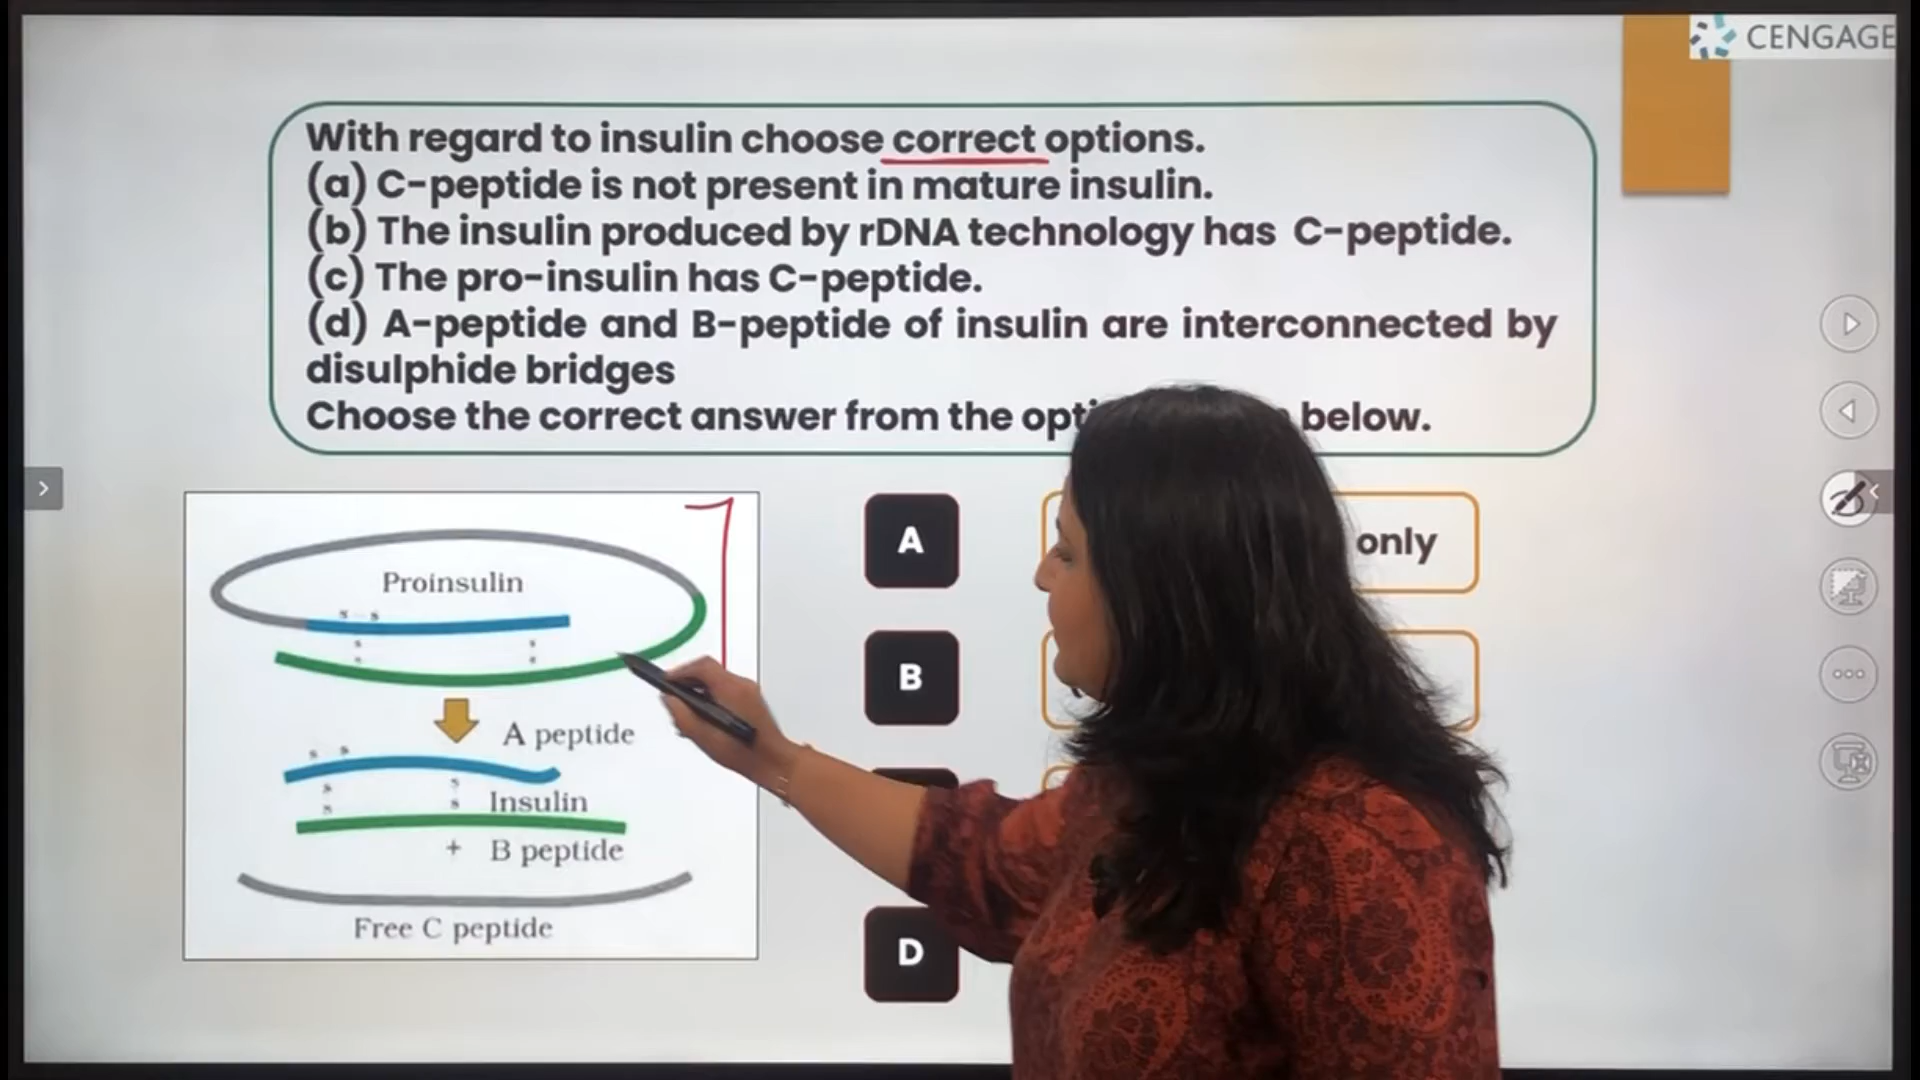 CENGAGE
With regard to insulin choose correct options.
(a) C-peptide is not present in mature insulin.
(b) The insulin produced by rDNA technology has C-peptide.
(c) The pro-insulin has C-peptide.
(d) A-peptide and B-peptide of insulin are interconnected by
disulphide bridges
Choose the correct answer from the below.
Proinsulin
s s
A peptide
s s
s s
s s
Insulin
+ B peptide
Free C peptide
A
only
B
D